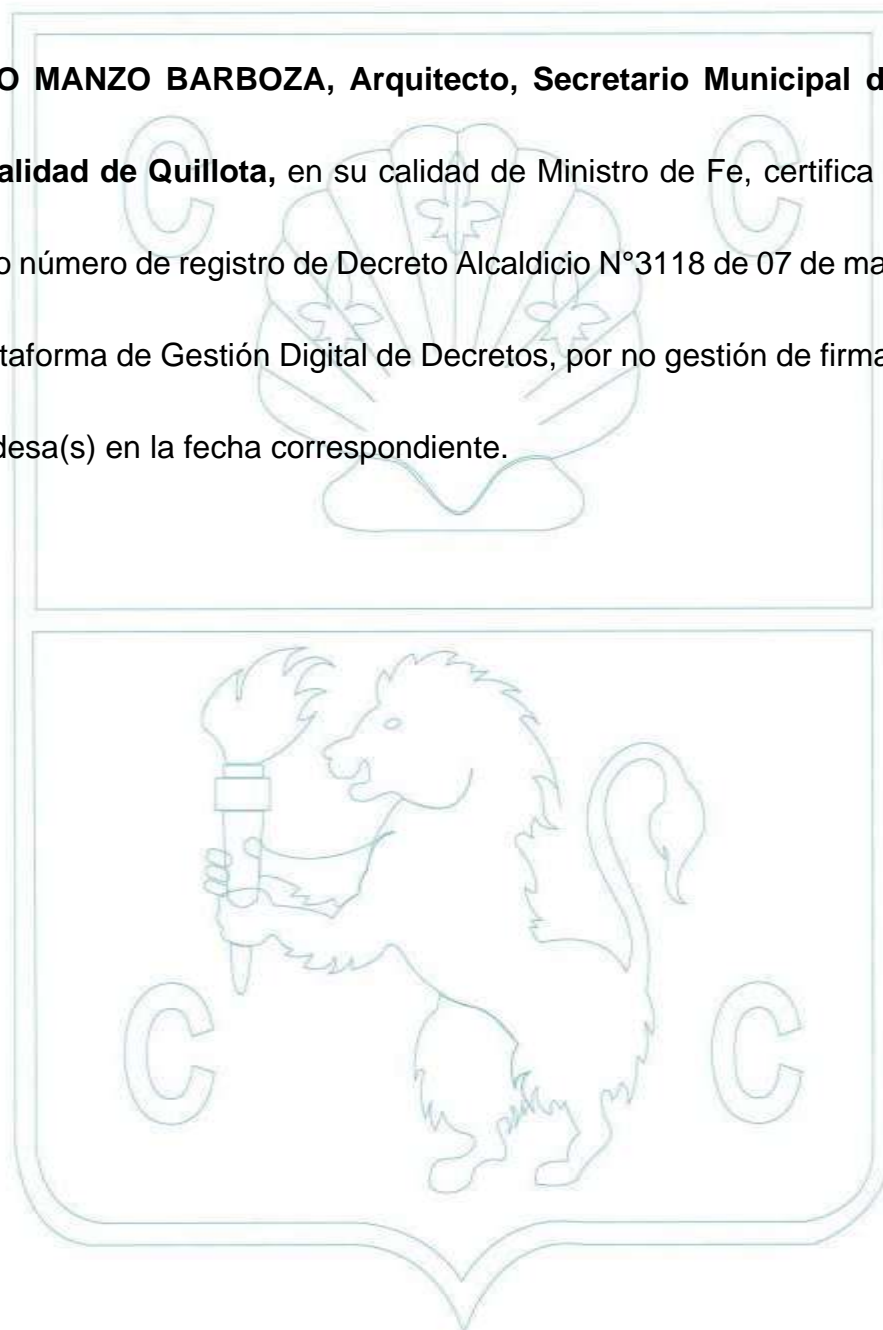 O MANZO BARBOZA, Arquitecto, Secretario Municipal d
C C
alidad de Quillota, en su calidad de Ministro de Fe, certifica
o número de registro de Decreto Alcaldicio N°3118 de 07 de ma
taforma de Gestión Digital de Decretos, por no gestión de firma
desa(s) en la fecha correspondiente.
C C